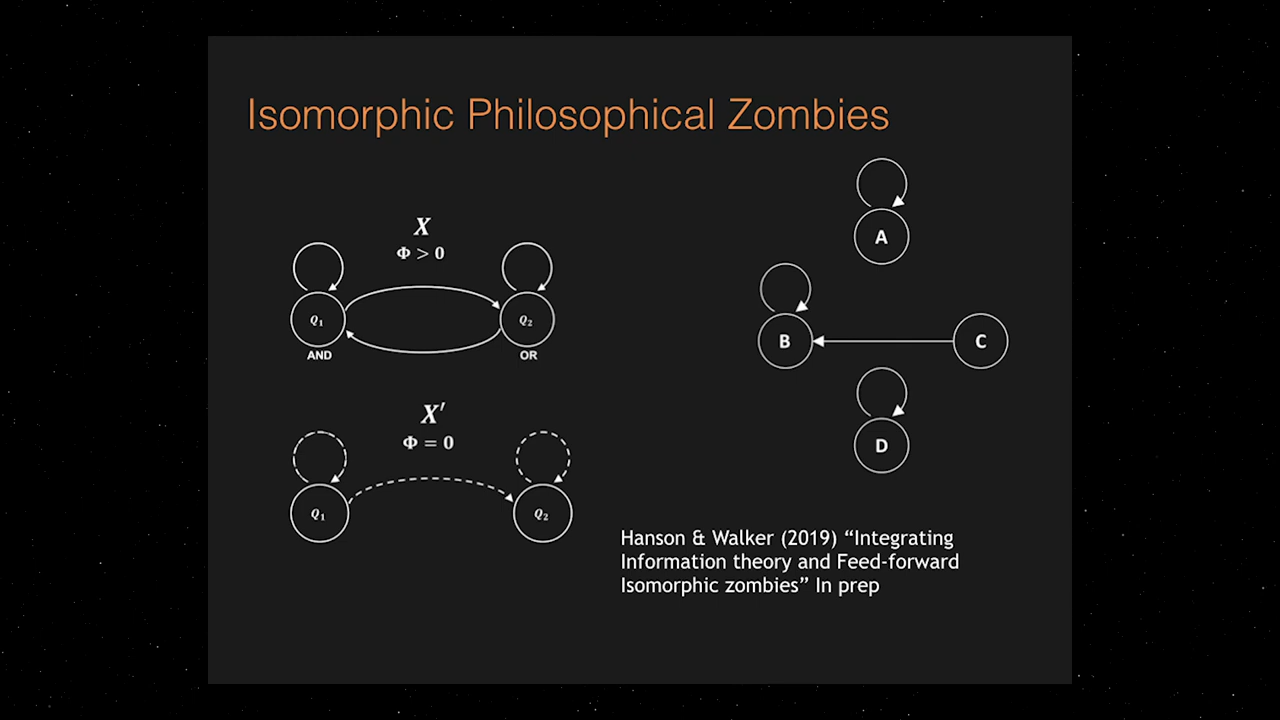 Isomorphic Philosophical Zombies
X
Φ > 0
Q₁
Q₂
AND
OR
X′
Φ = 0
Q₁
Q₂
A
B
C
D
Hanson & Walker (2019) “Integrating
Information theory and Feed-forward
Isomorphic zombies” In prep